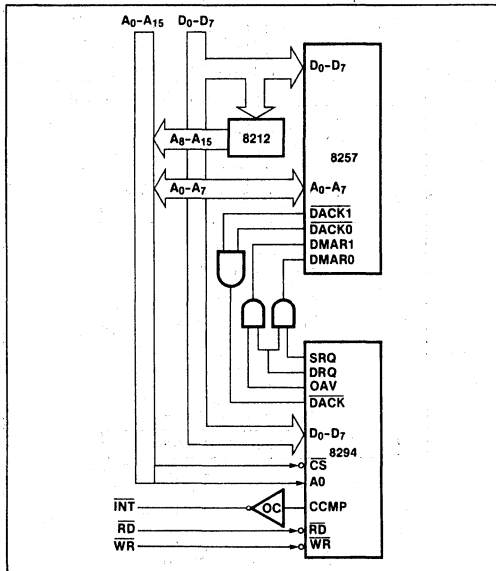 A0–A15 D0–D7
D0–D7
8212
A8–A15
8257
A0–A7
A0–A7
DACK1
DACK0
DMAR1
DMAR0
SRQ
DRQ
OAV
DACK
D0–D7
8294
CS
A0
INT
OC
CCMP
RD
RD
WR
WR